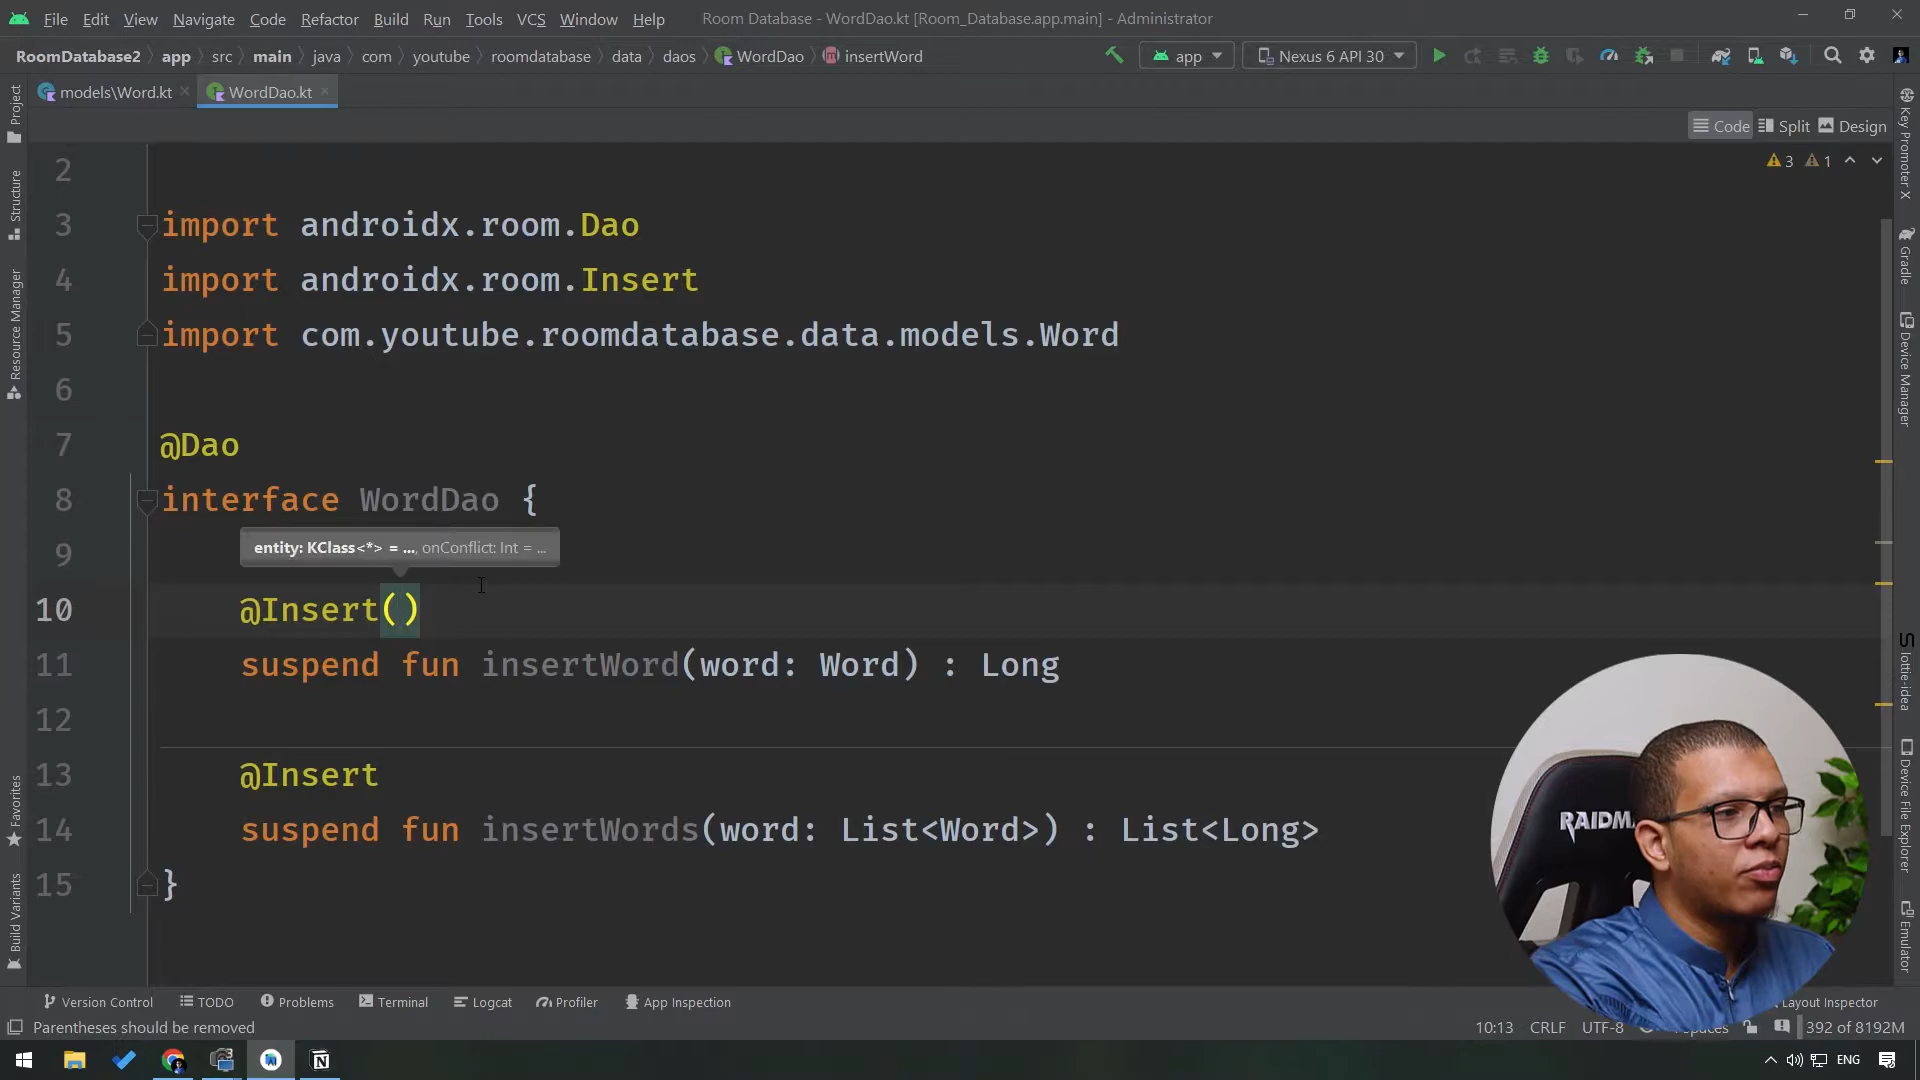 File Edit View Navigate Code Refactor Build Run Tools VCS Window Help Room Database - WordDao.kt [Room_Database.app.main] - Administrator
RoomDatabase2 app src main java com youtube roomdatabase data daos WordDao insertWord app Nexus 6 API 30
models\Word.kt WordDao.kt
Code Split Design
3 1
2
3 import androidx.room.Dao
4 import androidx.room.Insert
5 import com.youtube.roomdatabase.data.models.Word
6
7 @Dao
8 interface WordDao {
entity: KClass<*> = ..., onConflict: Int = ...
9
10 @Insert()
11 suspend fun insertWord(word: Word) : Long
12
13 @Insert
14 suspend fun insertWords(word: List<Word>) : List<Long>
15 }
Project
Structure
Resource Manager
Favorites
Build Variants
Key Promoter X
Gradle
Device Manager
lottie-idea
Device File Explorer
Emulator
Version Control TODO Problems Terminal Logcat Profiler App Inspection Layout Inspector
Parentheses should be removed 10:13 CRLF UTF-8 392 of 8192M
ENG